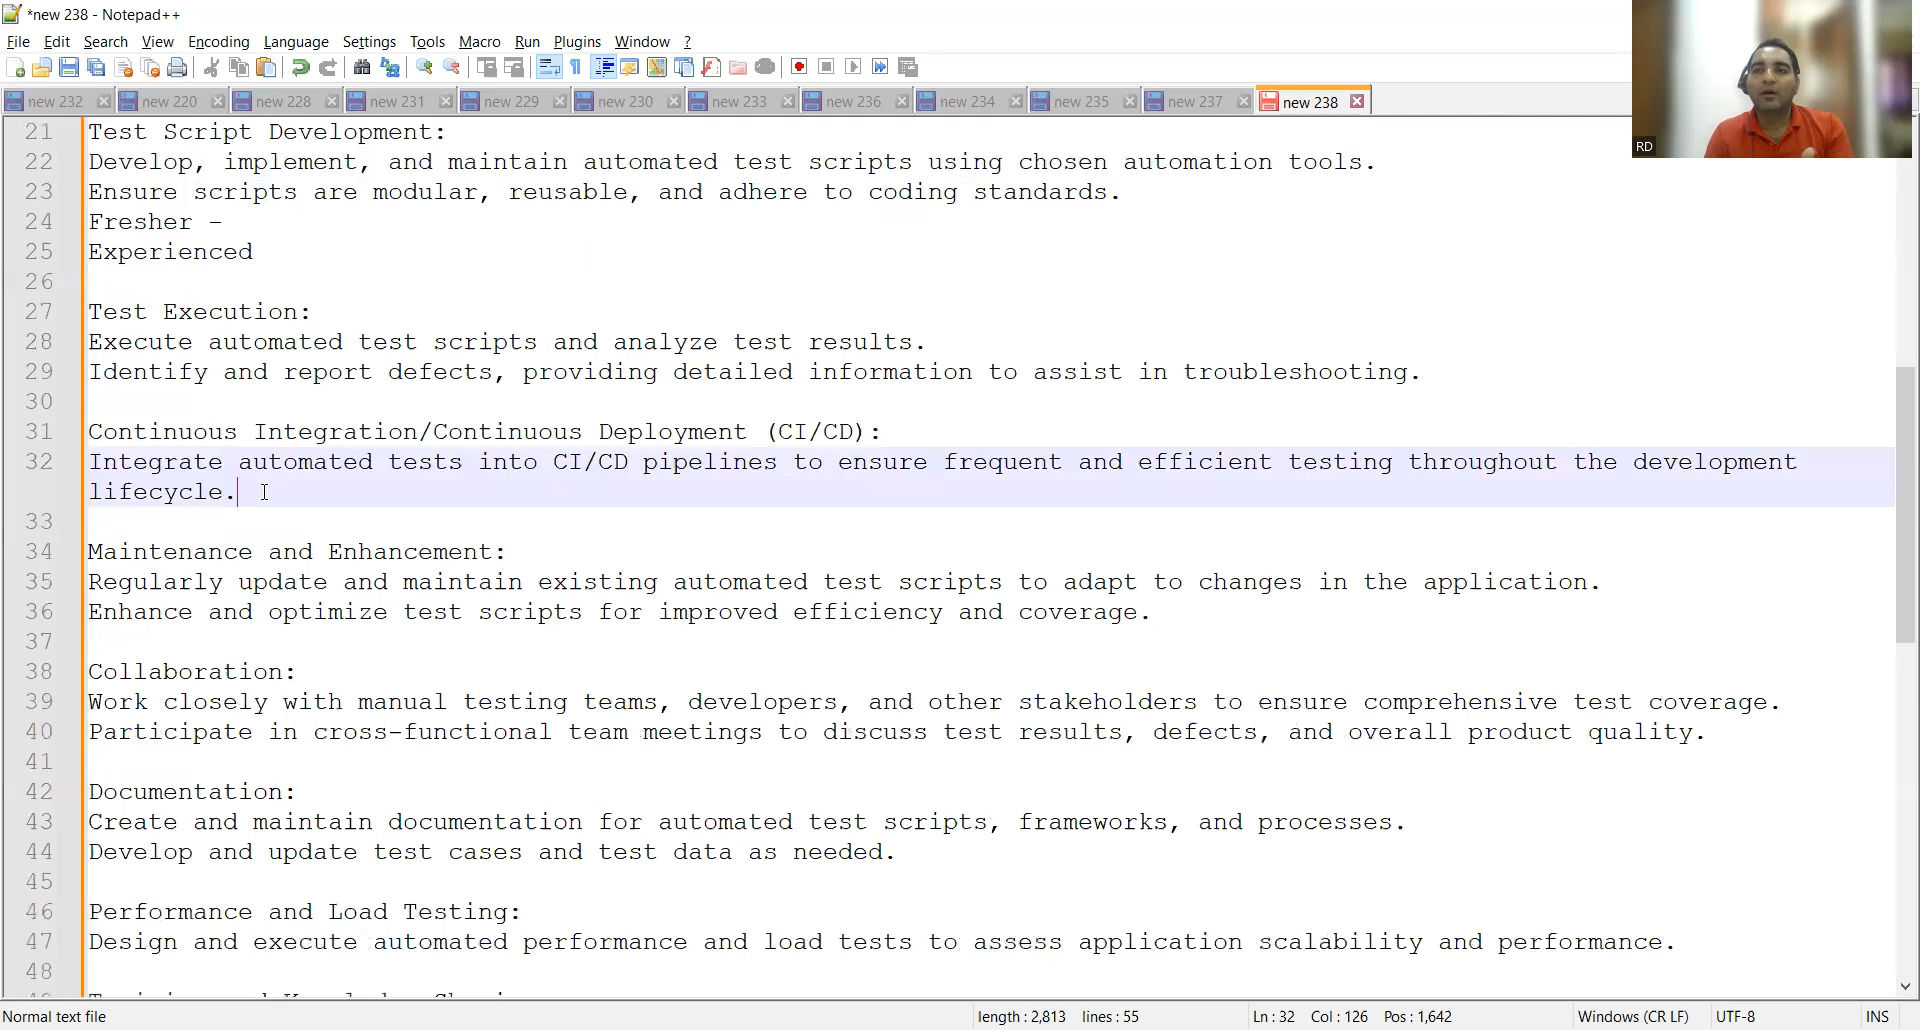 *new 238 - Notepad++
File Edit Search View Encoding Language Settings Tools Macro Run Plugins Window ?
new 232 new 220 new 228 new 231 new 229 new 230 new 233 new 236 new 234 new 235 new 237 new 238
RD
21 Test Script Development:
22 Develop, implement, and maintain automated test scripts using chosen automation tools.
23 Ensure scripts are modular, reusable, and adhere to coding standards.
24 Fresher -
25 Experienced
26
27 Test Execution:
28 Execute automated test scripts and analyze test results.
29 Identify and report defects, providing detailed information to assist in troubleshooting.
30
31 Continuous Integration/Continuous Deployment (CI/CD):
32 Integrate automated tests into CI/CD pipelines to ensure frequent and efficient testing throughout the development
lifecycle.
33
34 Maintenance and Enhancement:
35 Regularly update and maintain existing automated test scripts to adapt to changes in the application.
36 Enhance and optimize test scripts for improved efficiency and coverage.
37
38 Collaboration:
39 Work closely with manual testing teams, developers, and other stakeholders to ensure comprehensive test coverage.
40 Participate in cross-functional team meetings to discuss test results, defects, and overall product quality.
41
42 Documentation:
43 Create and maintain documentation for automated test scripts, frameworks, and processes.
44 Develop and update test cases and test data as needed.
45
46 Performance and Load Testing:
47 Design and execute automated performance and load tests to assess application scalability and performance.
48
Normal text file length : 2,813 lines : 55 Ln : 32 Col : 126 Pos : 1,642 Windows (CR LF) UTF-8 INS